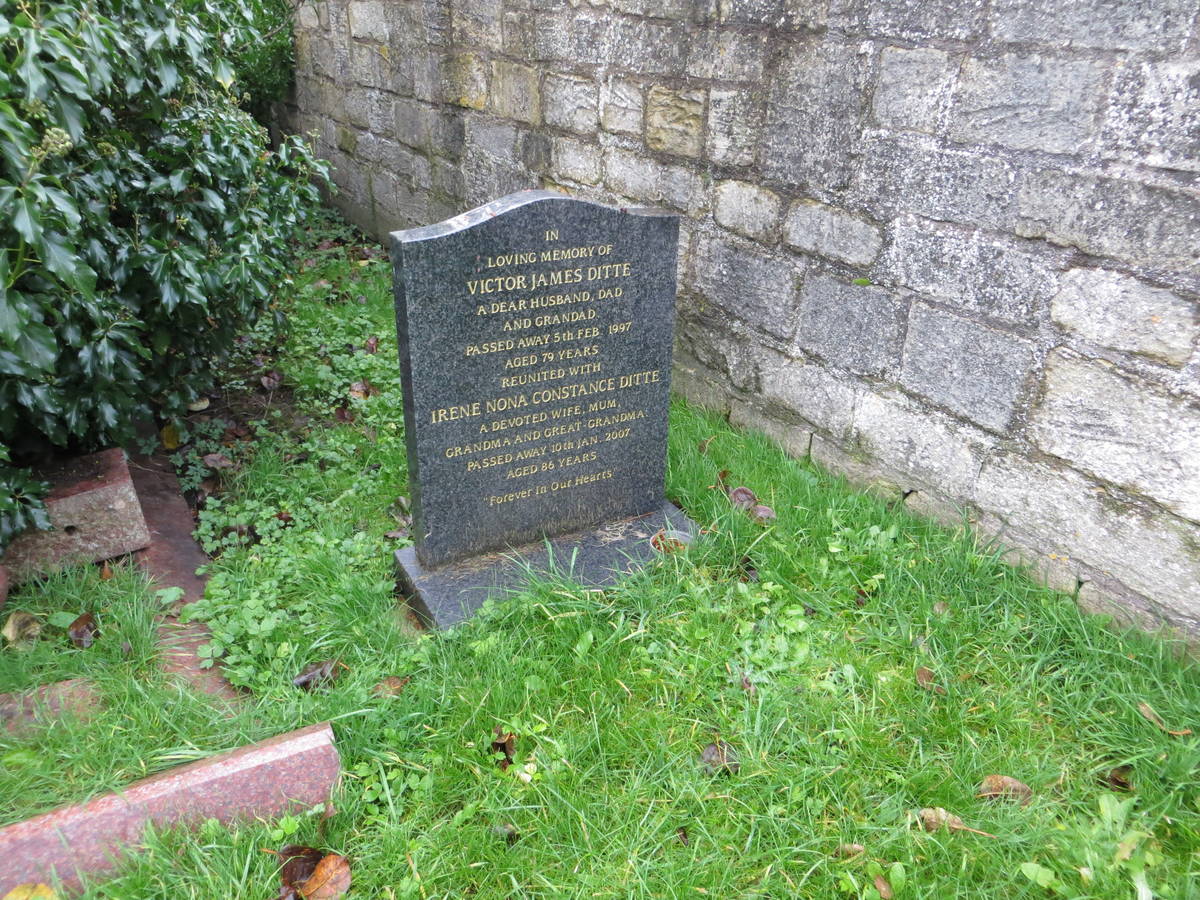 IN
LOVING MEMORY OF
VICTOR JAMES DITTE
A DEAR HUSBAND, DAD
AND GRANDAD.
PASSED AWAY 5th FEB. 1997
AGED 79 YEARS
REUNITED WITH
IRENE NONA CONSTANCE DITTE
A DEVOTED WIFE, MUM,
GRANDMA AND GREAT-GRANDMA.
PASSED AWAY 10th JAN. 2007
AGED 86 YEARS
"Forever In Our Hearts"